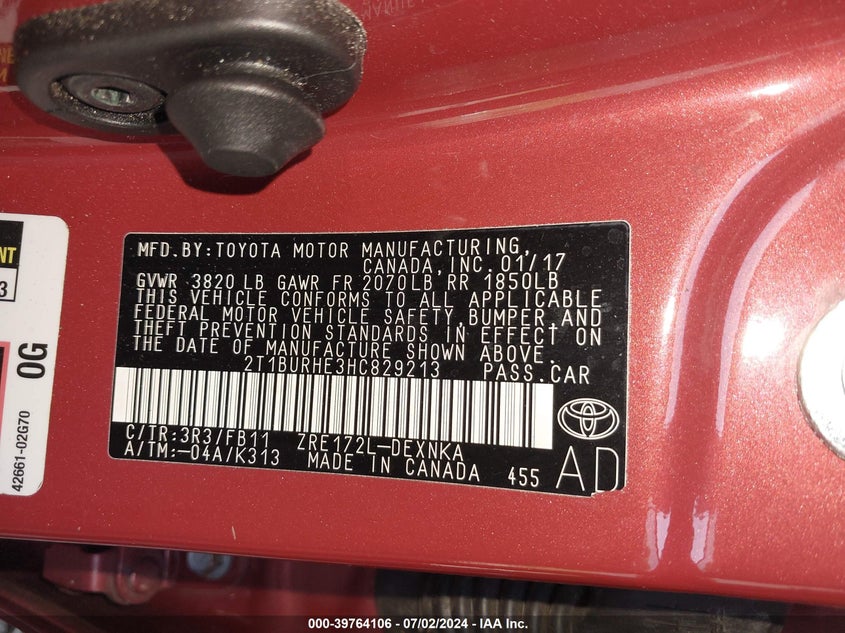 MFD.BY:TOYOTA MOTOR MANUFACTURING,
CANADA,INC. 01/17
GVWR 3820 LB GAWR FR 2070LB RR 1850LB
THIS VEHICLE CONFORMS TO ALL APPLICABLE
FEDERAL MOTOR VEHICLE SAFETY, BUMPER AND
THEFT PREVENTION STANDARDS IN EFFECT ON
THE DATE OF MANUFACTURE SHOWN ABOVE.
2T1BURHE3HC829213 PASS.CAR
C/TR:3R3/FB11 ZRE172L-DEXNKA
A/TM:-04A/K313 MADE IN CANADA 455
AD
NT
3
0G
42661-02G70
000-39764106 - 07/02/2024 - IAA Inc.